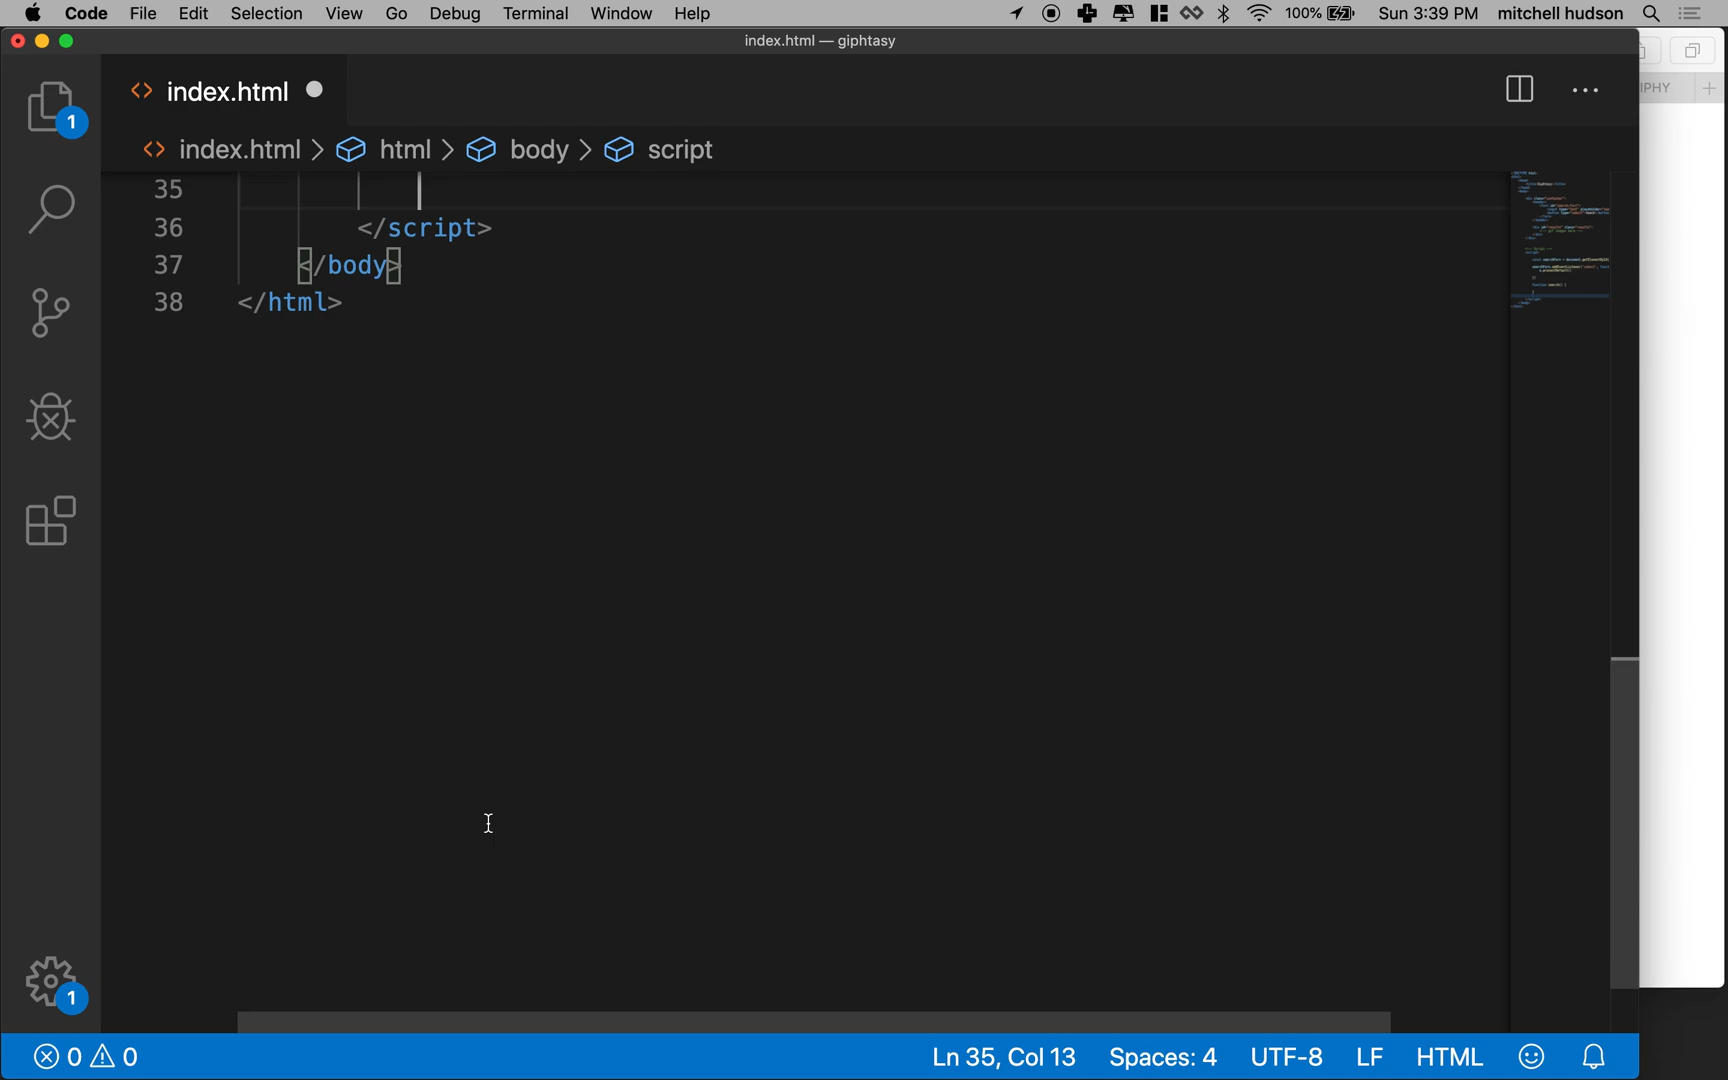 Code File Edit Selection View Go Debug Terminal Window Help 100% Sun 3:39 PM mitchell hudson
index.html — giphtasy
index.html
IPHY
1
index.html > html > body > script
35
36 </script>
37 </body>
38 </html>
1
0 0 Ln 35, Col 13 Spaces: 4 UTF-8 LF HTML